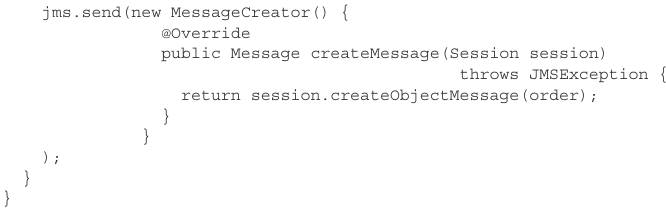 jms.send(new MessageCreator() {
@Override
public Message createMessage(Session session)
throws JMSException {
return session.createObjectMessage(order);
}
}
);
}
}